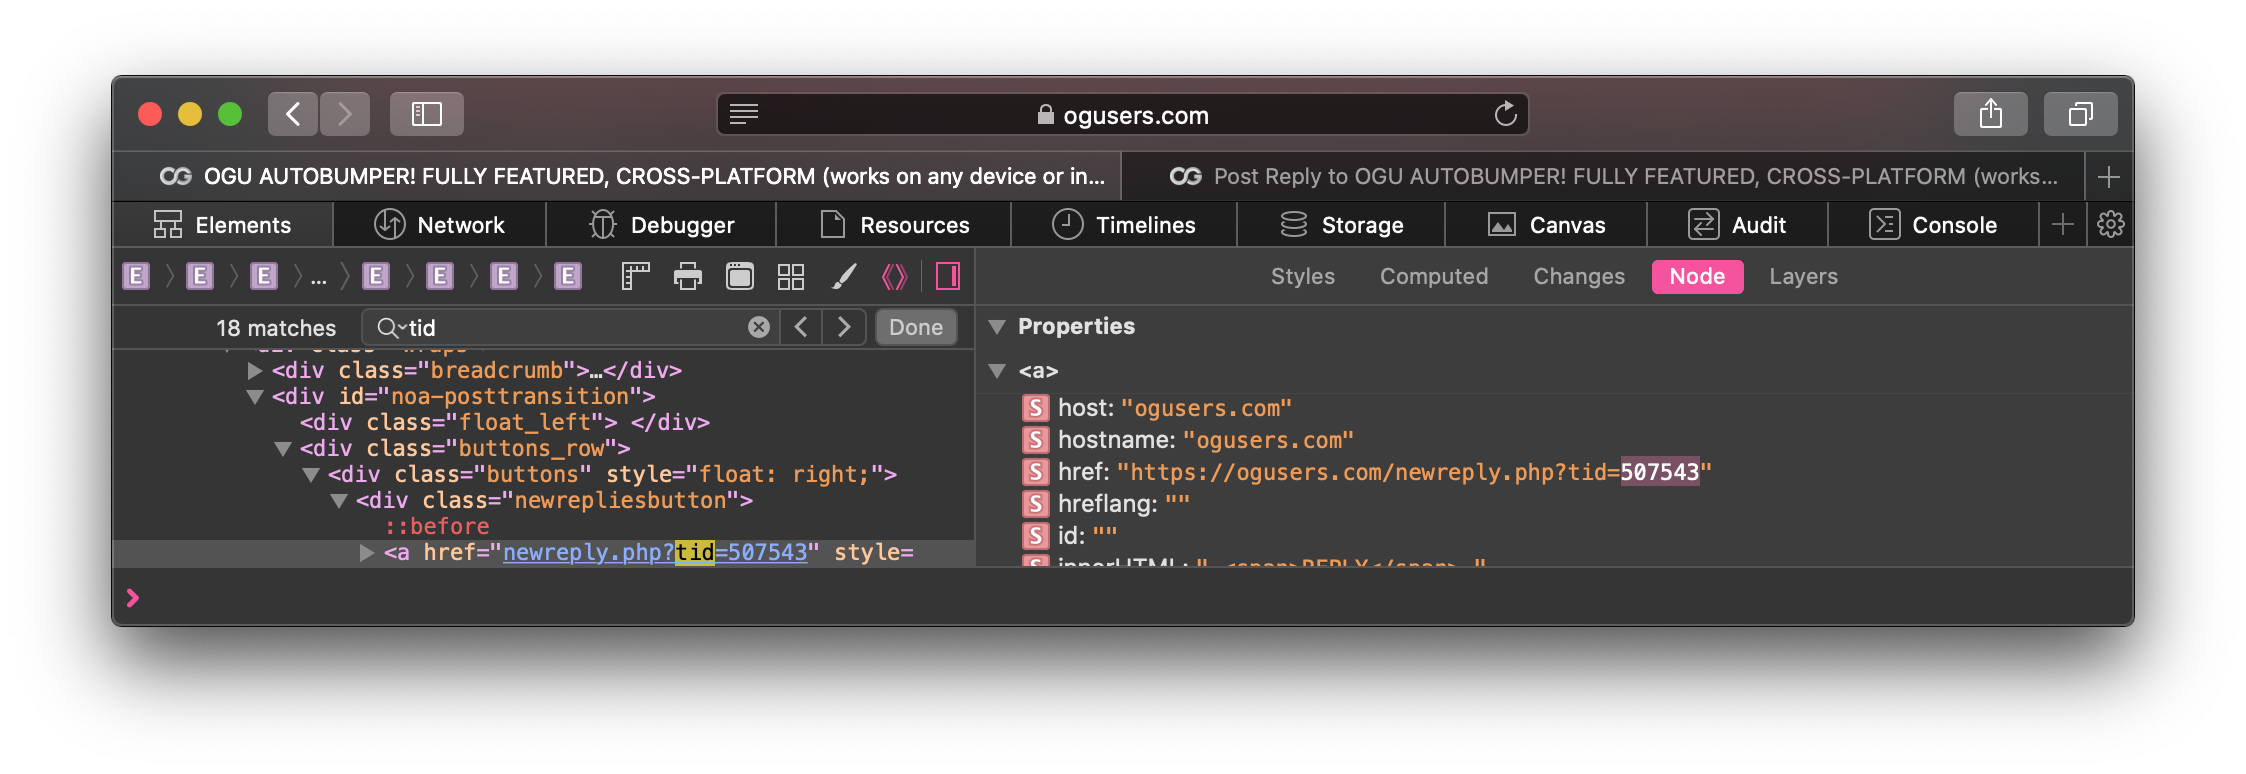 ogusers.com
OGU AUTOBUMPER! FULLY FEATURED, CROSS-PLATFORM (works on any device or in...
Post Reply to OGU AUTOBUMPER! FULLY FEATURED, CROSS-PLATFORM (works...
Elements Network Debugger Resources Timelines Storage Canvas Audit Console
E E E ... E E E E
Styles Computed Changes Node Layers
18 matches tid Done
<div class="breadcrumb">…</div>
<div id="noa-posttransition">
<div class="float_left"> </div>
<div class="buttons_row">
<div class="buttons" style="float: right;">
<div class="newrepliesbutton">
::before
<a href="newreply.php?tid=507543" style=
Properties
<a>
S host: "ogusers.com"
S hostname: "ogusers.com"
S href: "https://ogusers.com/newreply.php?tid=507543"
S hreflang: ""
S id: ""
S innerHTML: " <span>REPLY</span> "